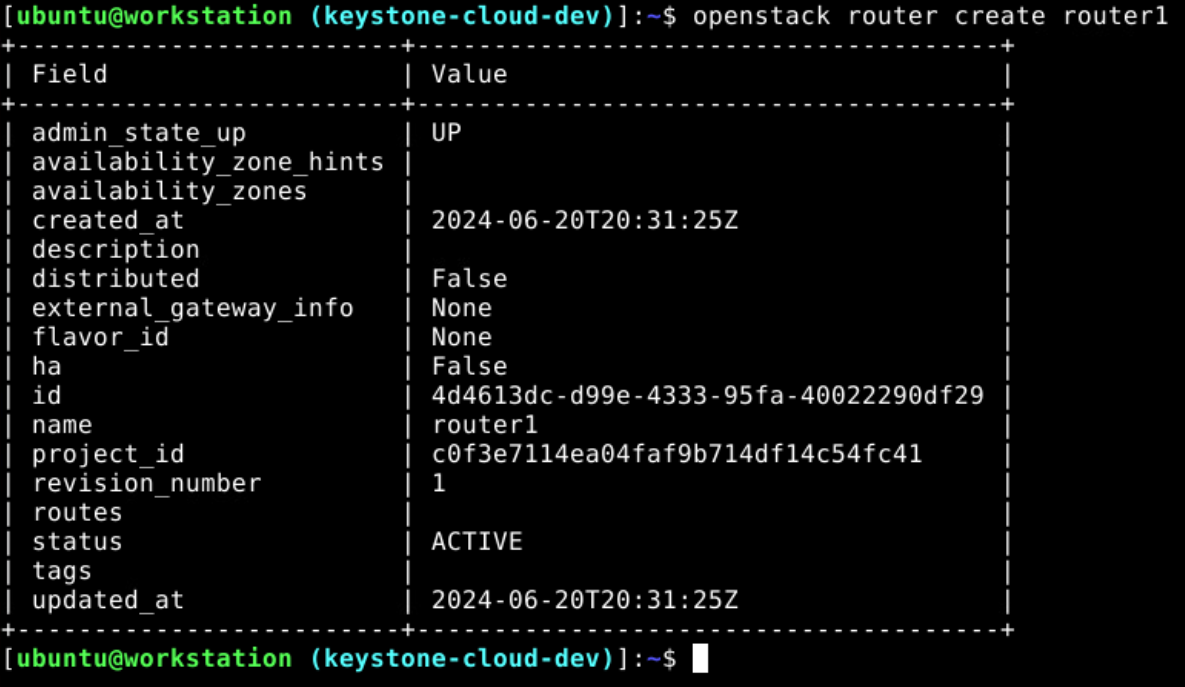 [ubuntu@workstation (keystone-cloud-dev)]:~$ openstack router create router1
+-------------------------+--------------------------------------+
| Field                   | Value                                |
+-------------------------+--------------------------------------+
| admin_state_up          | UP                                   |
| availability_zone_hints |                                      |
| availability_zones      |                                      |
| created_at              | 2024-06-20T20:31:25Z                 |
| description             |                                      |
| distributed             | False                                |
| external_gateway_info   | None                                 |
| flavor_id               | None                                 |
| ha                      | False                                |
| id                      | 4d4613dc-d99e-4333-95fa-40022290df29 |
| name                    | router1                              |
| project_id              | c0f3e7114ea04faf9b714df14c54fc41     |
| revision_number         | 1                                    |
| routes                  |                                      |
| status                  | ACTIVE                               |
| tags                    |                                      |
| updated_at              | 2024-06-20T20:31:25Z                 |
+-------------------------+--------------------------------------+
[ubuntu@workstation (keystone-cloud-dev)]:~$